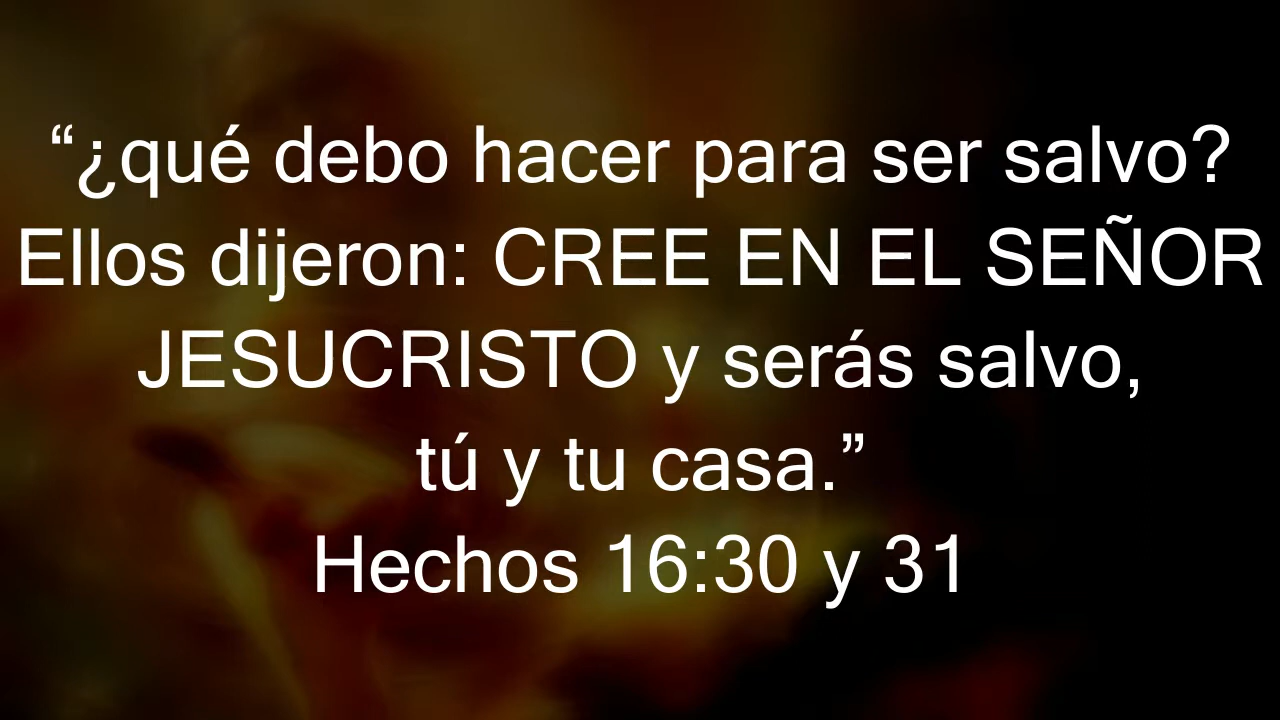 “¿qué debo hacer para ser salvo?
Ellos dijeron: CREE EN EL SEÑOR
JESUCRISTO y serás salvo,
tú y tu casa.”
Hechos 16:30 y 31